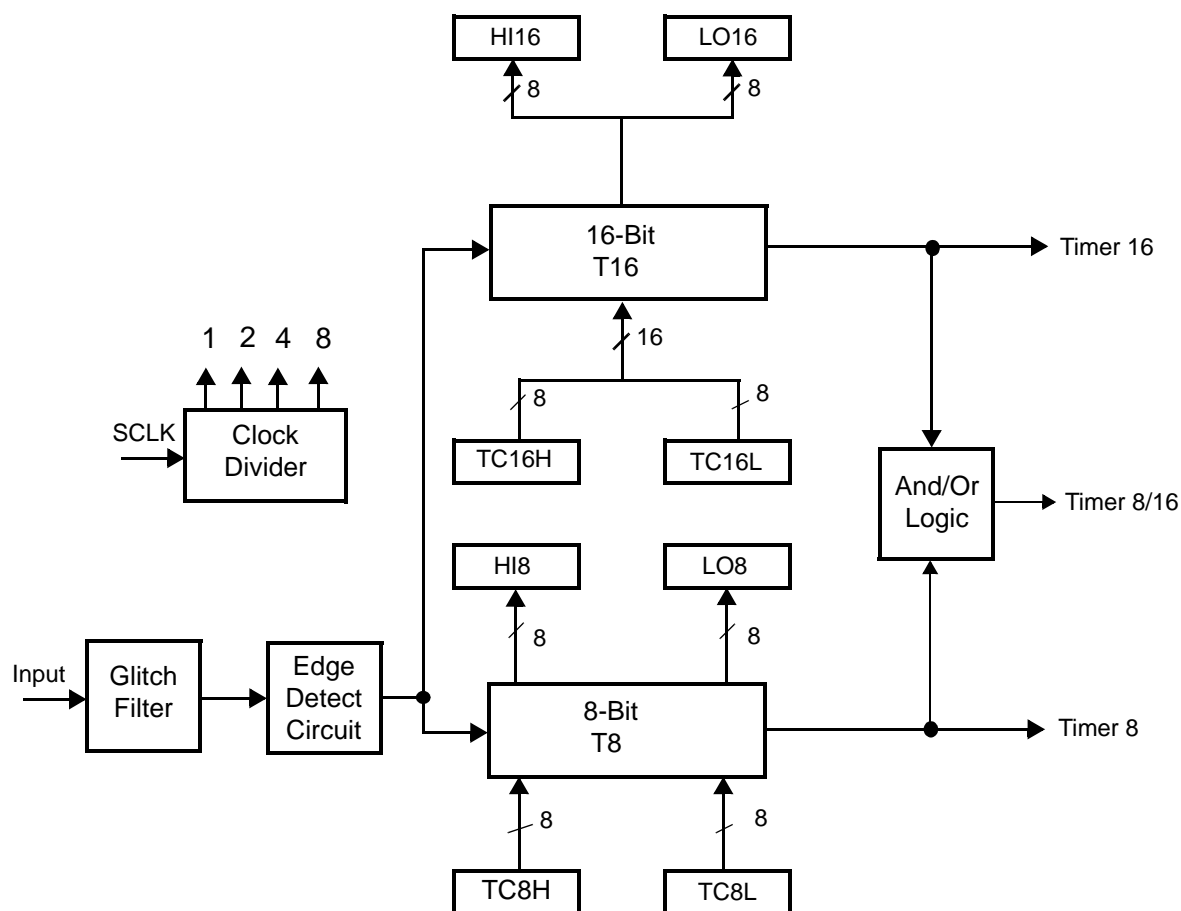 HI16
LO16
8
8
16-Bit
T16
Timer 16
1 2 4 8
16
8
8
SCLK
Clock
Divider
TC16H
TC16L
And/Or
Logic
Timer 8/16
HI8
LO8
8
8
Input
Glitch
Filter
Edge
Detect
Circuit
8-Bit
T8
Timer 8
8
8
TC8H
TC8L